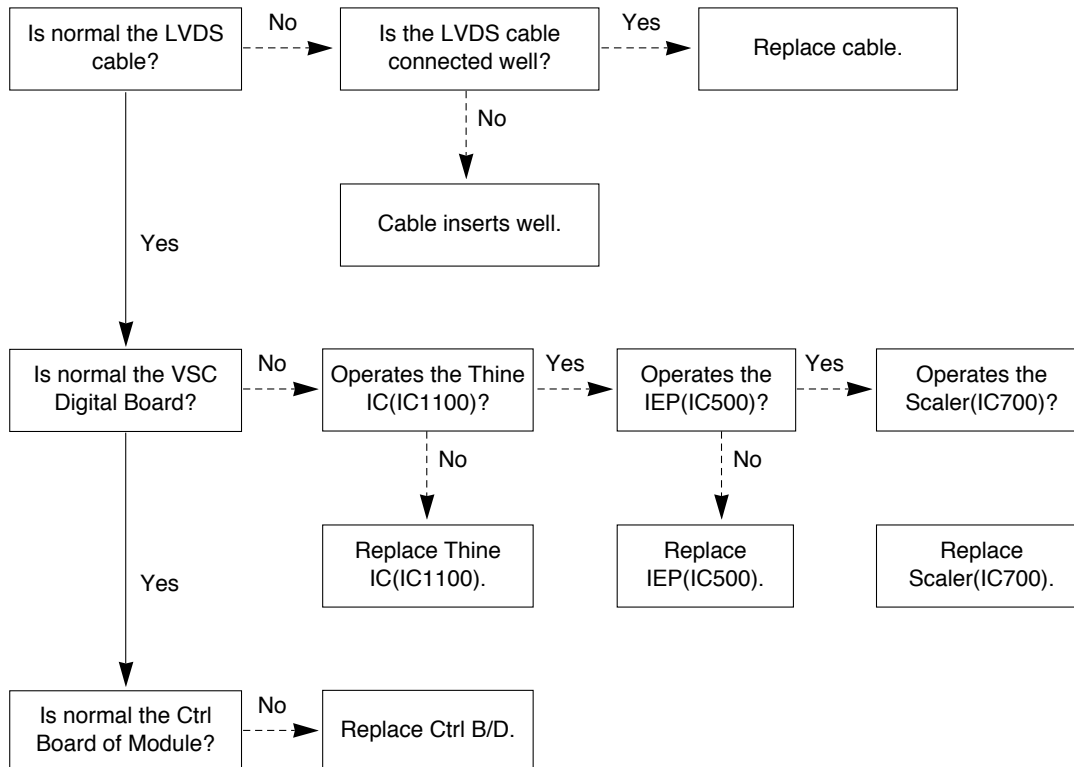 Is normal the LVDS
cable?
No
Is the LVDS cable
connected well?
Yes
Replace cable.
No
Cable inserts well.
Yes
Is normal the VSC
Digital Board?
No
Operates the Thine
IC(IC1100)?
Yes
Operates the
IEP(IC500)?
Yes
Operates the
Scaler(IC700)?
No
No
Replace Thine
IC(IC1100).
Replace
IEP(IC500).
Replace
Scaler(IC700).
Yes
Is normal the Ctrl
Board of Module?
No
Replace Ctrl B/D.